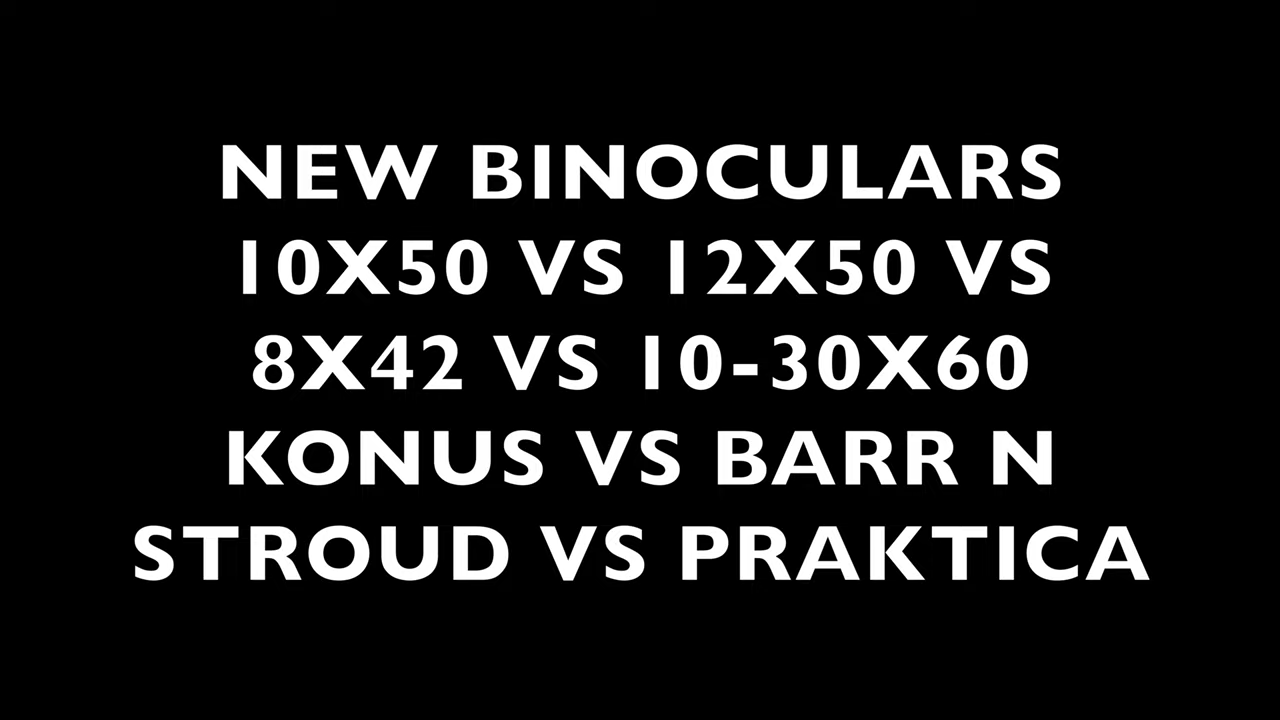 NEW BINOCULARS
10X50 VS 12X50 VS
8X42 VS 10-30X60
KONUS VS BARR N
STROUD VS PRAKTICA